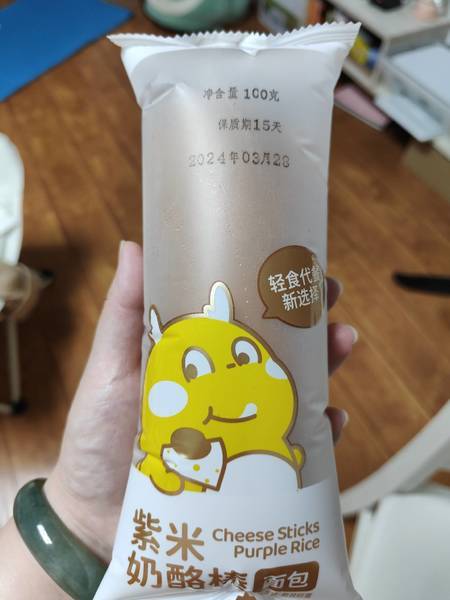 净含量 100克
保质期15天
2024年03月28
轻食代餐
新选择
紫米
Cheese Sticks
Purple Rice
奶酪棒
面包